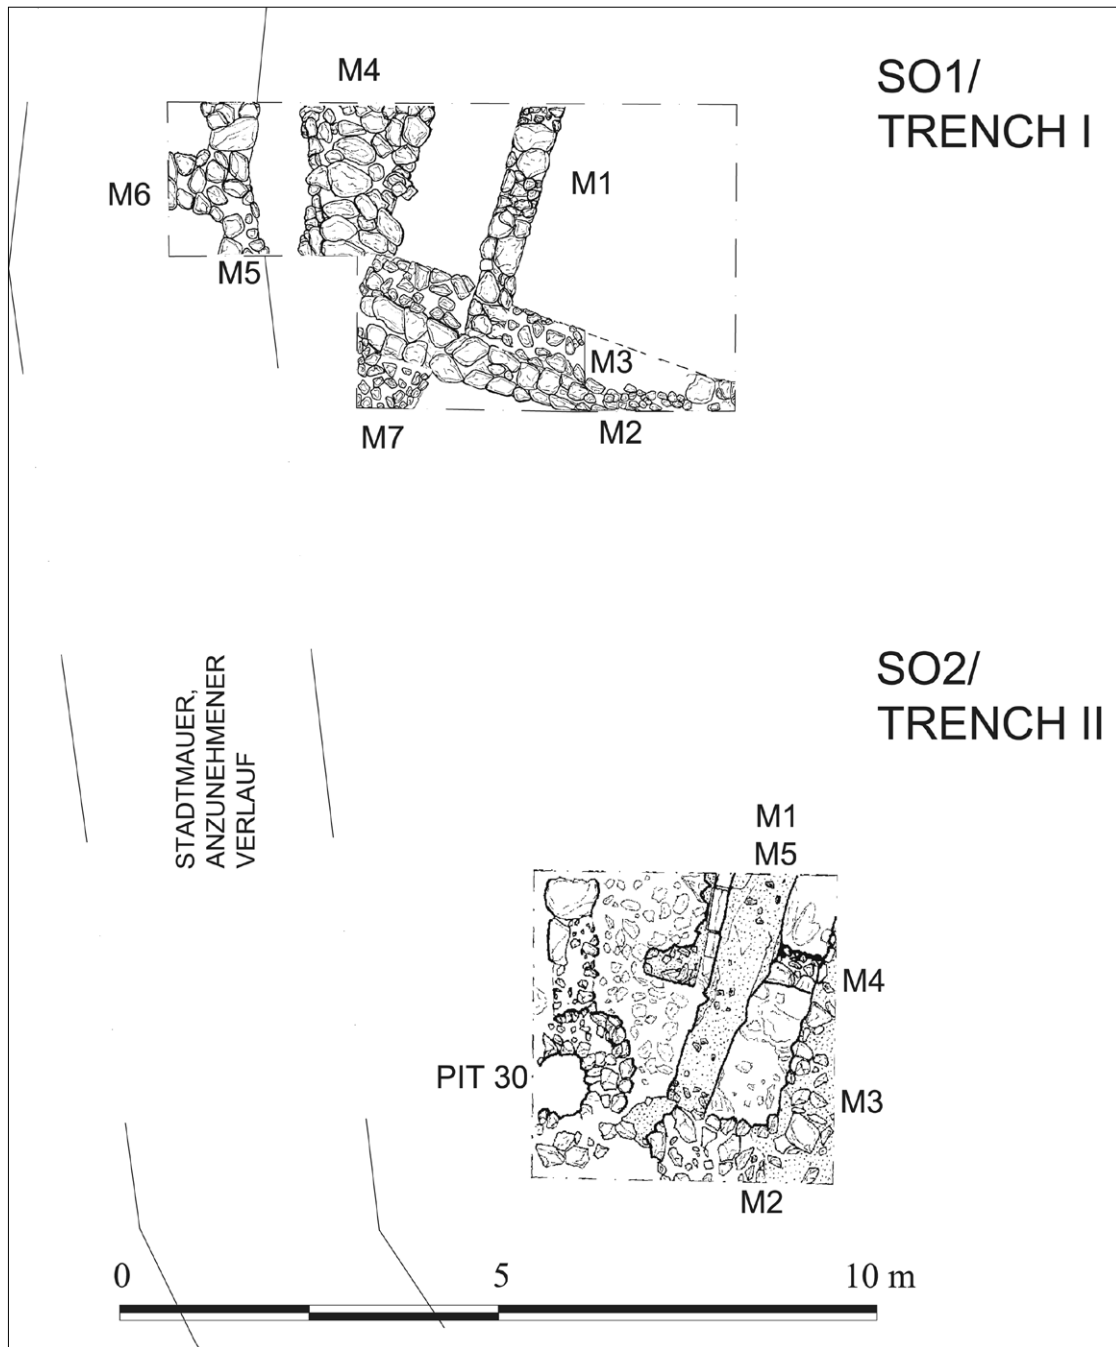 SO1/
TRENCH I
M4
M6
M1
M5
M3
M7
M2
SO2/
TRENCH II
STADTMAUER,
ANZUNEHMENER
VERLAUF
M1
M5
M4
PIT 30
M3
M2
0
5
10 m